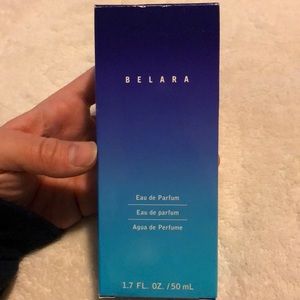 BELARA
Eau de Parfum
Eau de parfum
Agua de Perfume
1.7 FL. OZ. / 50 mL